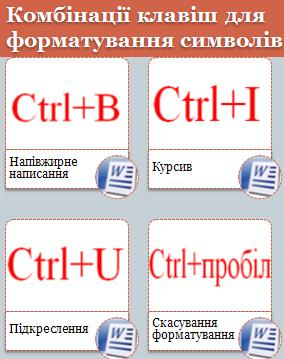 Комбінації клавіш для
форматування символів
Ctrl+B
Ctrl+I
Напівжирне
написання
Курсив
Ctrl+U
Ctrl+пробіл
Підкреслення
Скасування
форматування